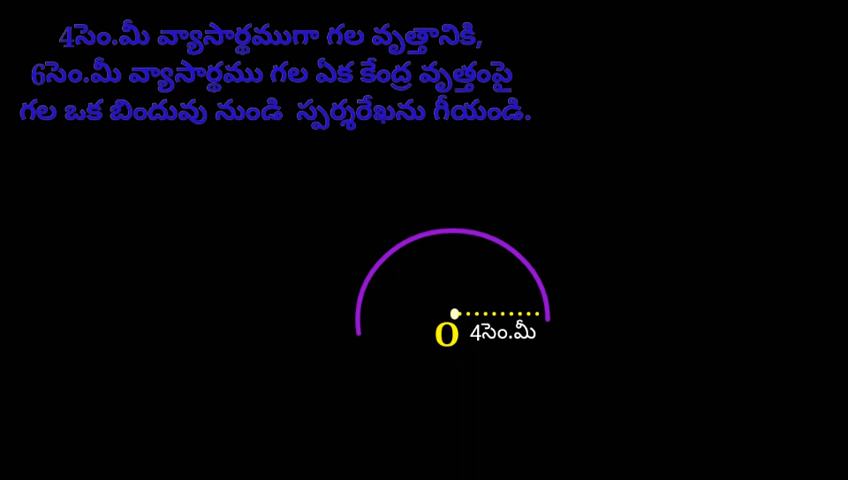 4సెం.మీ వ్యాసార్థముగా గల వృత్తానికి,
6సెం.మీ వ్యాసార్థము గల ఏక కేంద్ర వృత్తంపై
గల ఒక బిందువు నుండి స్పర్శరేఖను గీయండి.
O 4సెం.మీ